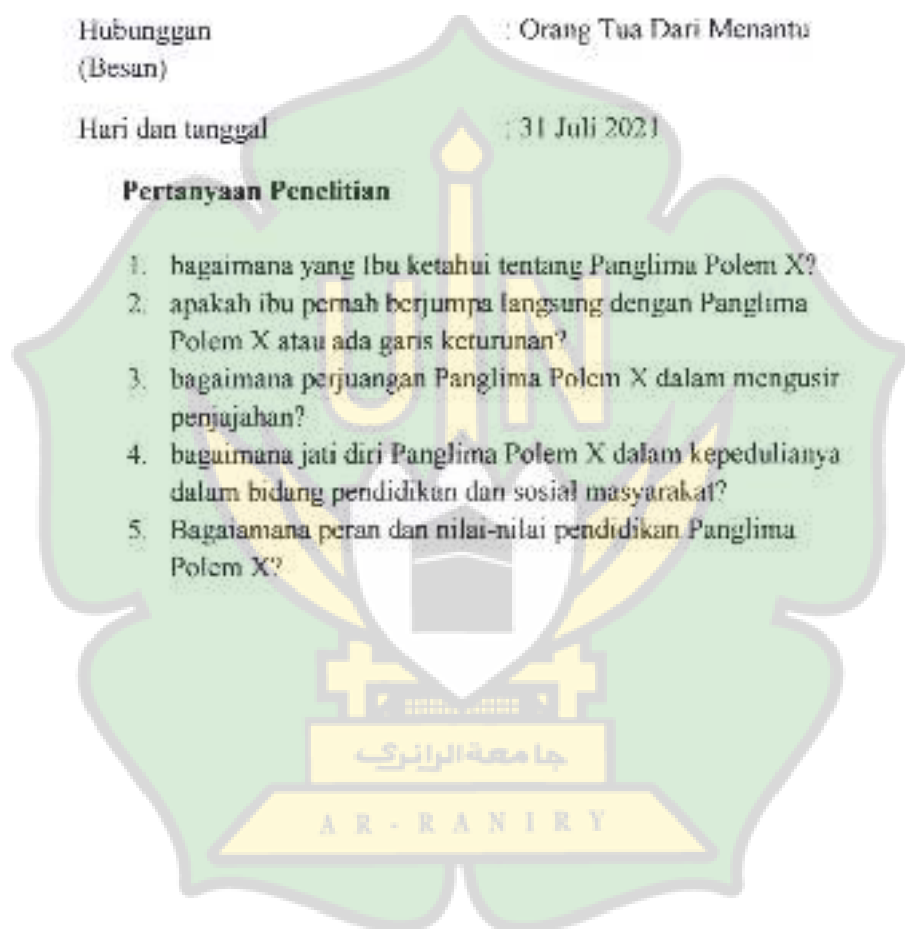 Hubunggan : Orang Tua Dari Menantu
(Besan)
Hari dan tanggal : 31 Juli 2021
Pertanyaan Penelitian
1. bagaimana yang Ibu ketahui tentang Panglima Polem X?
2. apakah ibu pernah berjumpa langsung dengan Panglima
Polem X atau ada garis keturunan?
3. bagaimana perjuangan Panglima Polem X dalam mengusir
penjajahan?
4. bagaimana jati diri Panglima Polem X dalam kepedulianya
dalam bidang pendidikan dan sosial masyarakat?
5. Bagaiamana peran dan nilai-nilai pendidikan Panglima
Polem X?
UIN
جامعة الرانري
AR-RANIRY